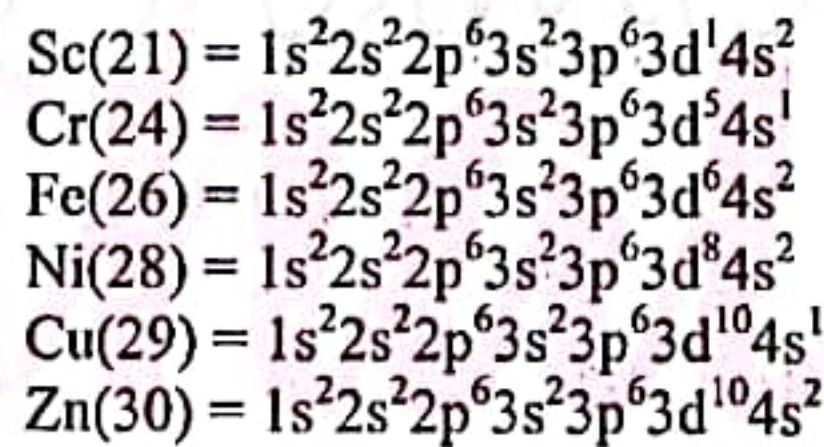 Sc(21) = 1s²2s²2p⁶3s²3p⁶3d¹4s²
Cr(24) = 1s²2s²2p⁶3s²3p⁶3d⁵4s¹
Fe(26) = 1s²2s²2p⁶3s²3p⁶3d⁶4s²
Ni(28) = 1s²2s²2p⁶3s²3p⁶3d⁸4s²
Cu(29) = 1s²2s²2p⁶3s²3p⁶3d¹⁰4s¹
Zn(30) = 1s²2s²2p⁶3s²3p⁶3d¹⁰4s²